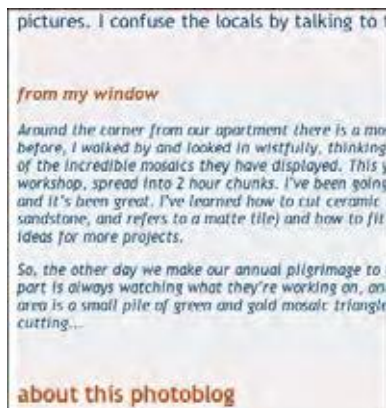 pictures. I confuse the locals by talking to
from my window
Around the corner from our apartment there is a
before, I walked by and looked in wistfully, thinking
of the incredible mosaics they have displayed. This
workshop, spread into 2 hour chunks. I've been going
and it's been great. I've learned how to cut ceramic
sandstone, and refers to a matte tile) and how to fit
ideas for more projects.
So, the other day we make our annual pilgrimage to
part is always watching what they're working on,
area is a small pile of green and gold mosaic triangle
cutting...
about this photoblog